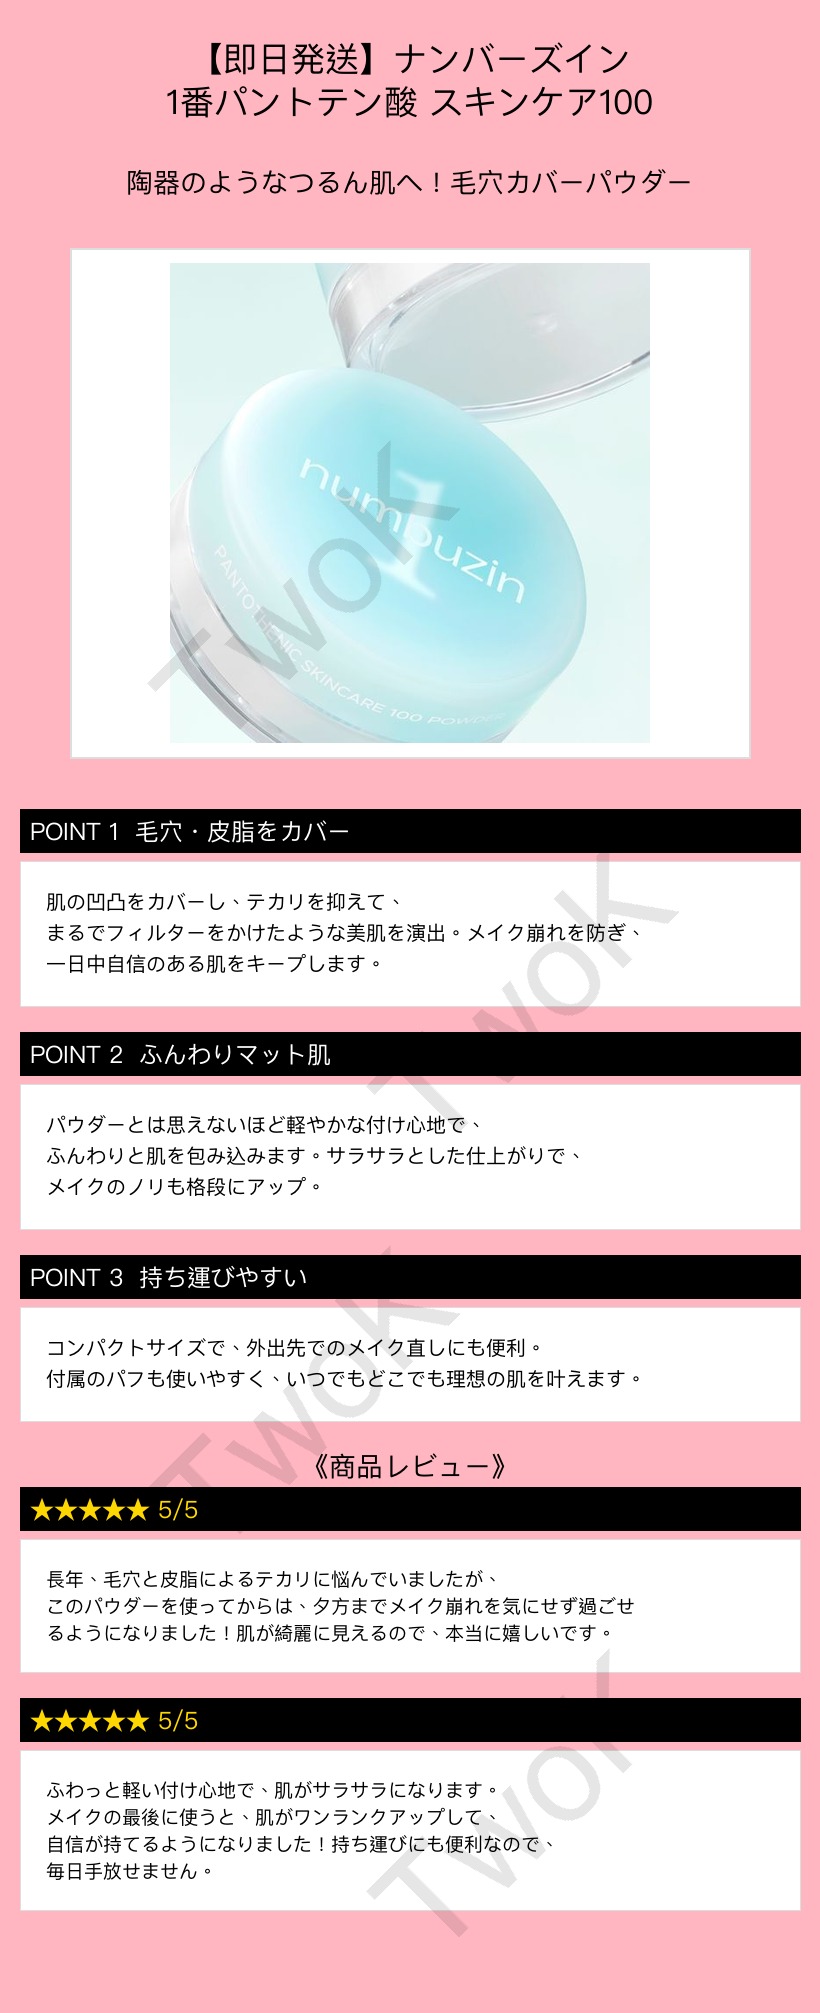 【即日発送】ナンバーズイン
1番パントテン酸 スキンケア100
陶器のようなつるん肌へ！毛穴カバーパウダー
numbuzin
1
PANTOTHENIC SKINCARE 100 POWDER
TwoK
POINT 1 毛穴・皮脂をカバー
肌の凹凸をカバーし、テカリを抑えて、
まるでフィルターをかけたような美肌を演出。メイク崩れを防ぎ、
一日中自信のある肌をキープします。
TwoK
POINT 2 ふんわりマット肌
パウダーとは思えないほど軽やかな付け心地で、
ふんわりと肌を包み込みます。サラサラとした仕上がりで、
メイクのノリも格段にアップ。
POINT 3 持ち運びやすい
コンパクトサイズで、外出先でのメイク直しにも便利。
付属のパフも使いやすく、いつでもどこでも理想の肌を叶えます。
TwoK
《商品レビュー》
★★★★★ 5/5
長年、毛穴と皮脂によるテカリに悩んでいましたが、
このパウダーを使ってからは、夕方までメイク崩れを気にせず過ごせ
るようになりました！肌が綺麗に見えるので、本当に嬉しいです。
★★★★★ 5/5
ふわっと軽い付け心地で、肌がサラサラになります。
メイクの最後に使うと、肌がワンランクアップして、
自信が持てるようになりました！持ち運びにも便利なので、
毎日手放せません。
TwoK